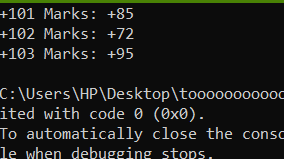 +101 Marks: +85
+102 Marks: +72
+103 Marks: +95
C:\Users\HP\Desktop\toooooooooooo
ited with code 0 (0x0).
To automatically close the conso
le when debugging stops.